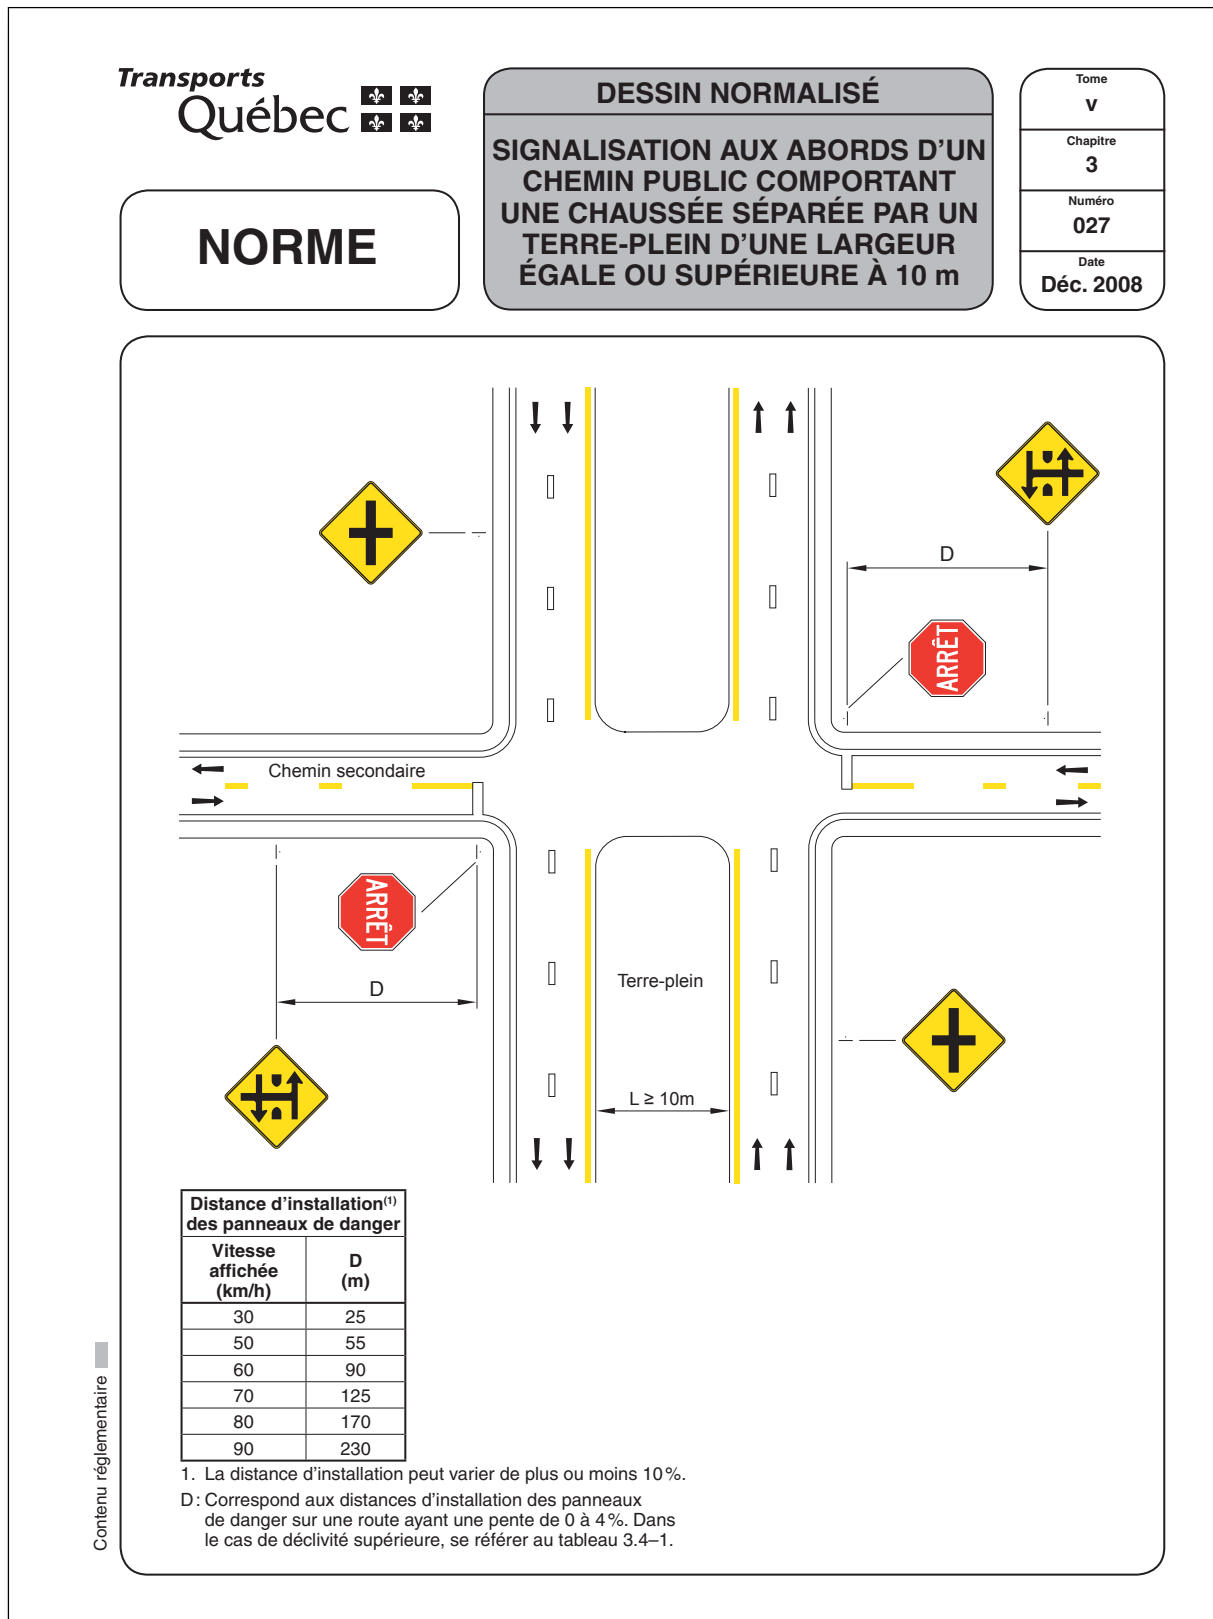 Transports
Québec
NORME
DESSIN NORMALISÉ
SIGNALISATION AUX ABORDS D’UN
CHEMIN PUBLIC COMPORTANT
UNE CHAUSSÉE SÉPARÉE PAR UN
TERRE-PLEIN D’UNE LARGEUR
ÉGALE OU SUPÉRIEURE À 10 m
Tome
V
Chapitre
3
Numéro
027
Date
Déc. 2008
D
ARRÊT
Chemin secondaire
ARRÊT
D
Terre-plein
L ≥ 10m
Distance d’installation(1)
des panneaux de danger
Vitesse affichée (km/h) D (m)
30 25
50 55
60 90
70 125
80 170
90 230
1. La distance d’installation peut varier de plus ou moins 10 %.
D : Correspond aux distances d’installation des panneaux
de danger sur une route ayant une pente de 0 à 4 %. Dans
le cas de déclivité supérieure, se référer au tableau 3.4–1.
Contenu réglementaire